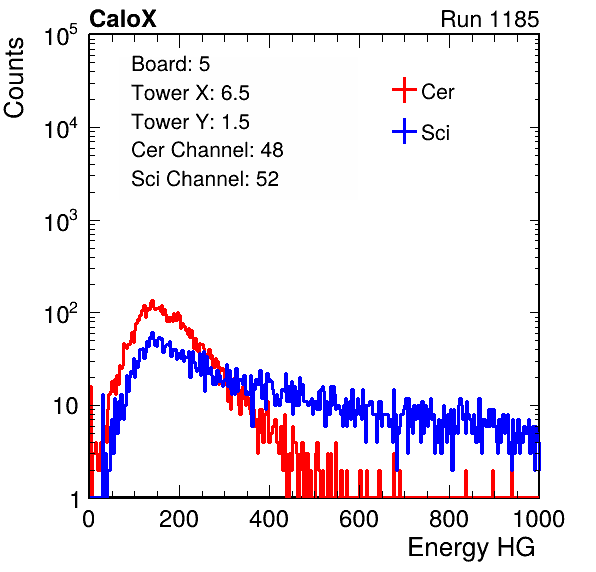 CaloX Run 1185
Board: 5
Tower X: 6.5
Tower Y: 1.5
Cer Channel: 48
Sci Channel: 52
Cer
Sci
Counts
10^5
10^4
10^3
10^2
10
1
0 200 400 600 800 1000
Energy HG